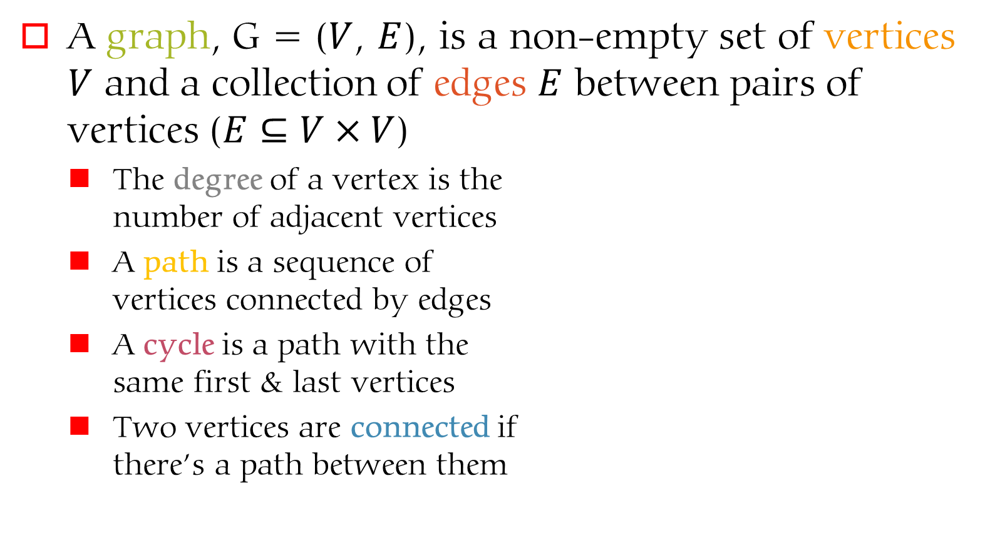 A graph, G = (V, E), is a non-empty set of vertices
V and a collection of edges E between pairs of
vertices (E ⊆ V × V)
The degree of a vertex is the
number of adjacent vertices
A path is a sequence of
vertices connected by edges
A cycle is a path with the
same first & last vertices
Two vertices are connected if
there’s a path between them